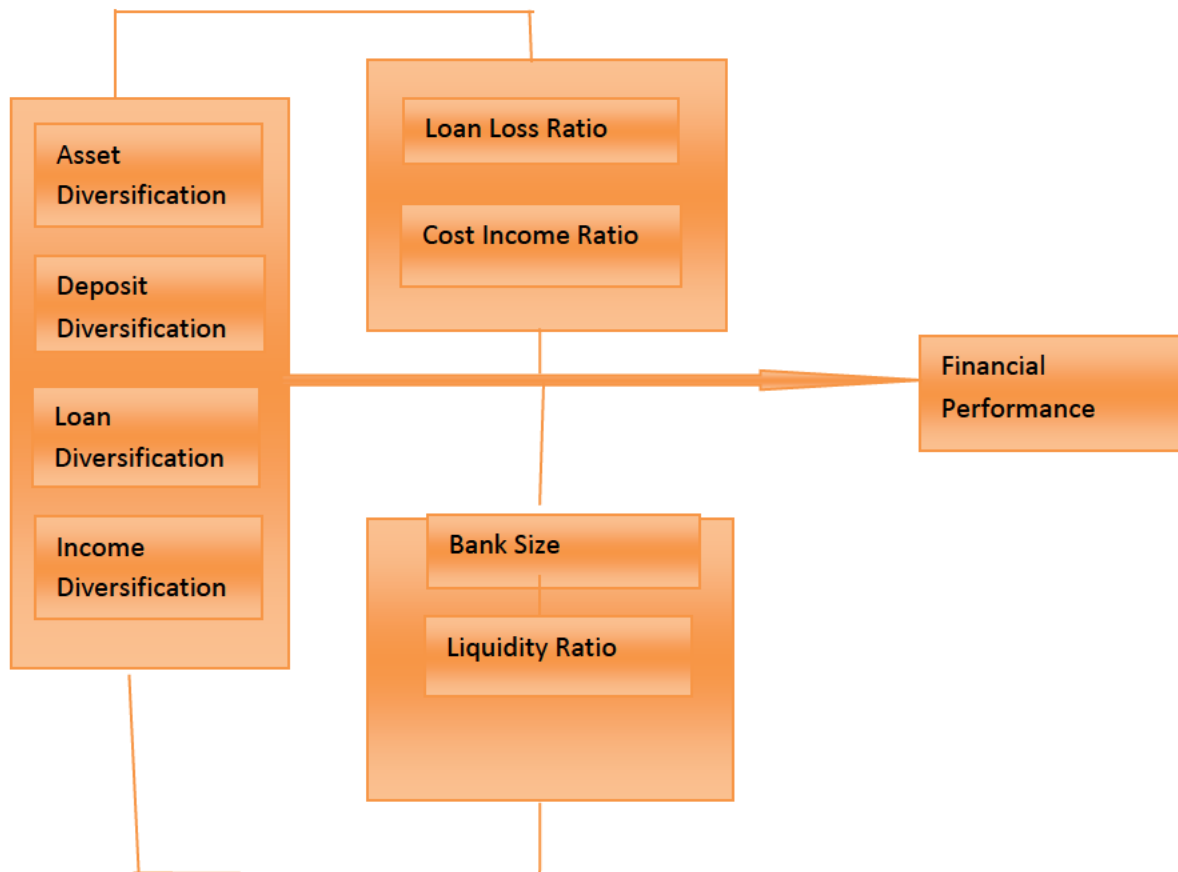 Asset
Diversification
Deposit
Diversification
Loan
Diversification
Income
Diversification
Loan Loss Ratio
Cost Income Ratio
Bank Size
Liquidity Ratio
Financial
Performance